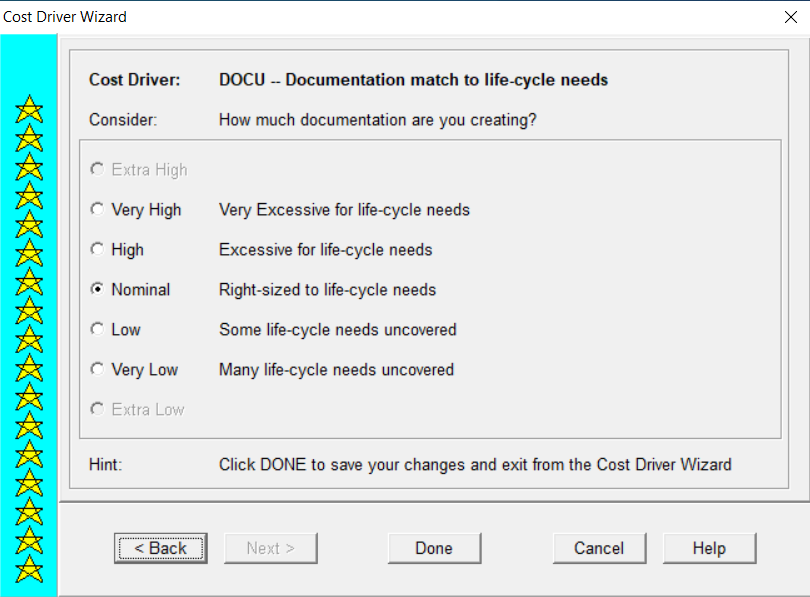 Cost Driver Wizard
Cost Driver: DOCU -- Documentation match to life-cycle needs
Consider: How much documentation are you creating?
Extra High
Very High Very Excessive for life-cycle needs
High Excessive for life-cycle needs
Nominal Right-sized to life-cycle needs
Low Some life-cycle needs uncovered
Very Low Many life-cycle needs uncovered
Extra Low
Hint: Click DONE to save your changes and exit from the Cost Driver Wizard
< Back Next > Done Cancel Help